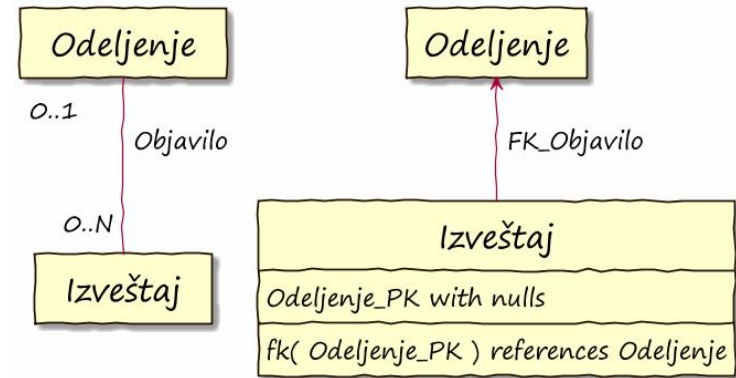 Odeljenje
0..1
Objavilo
0..N
Izveštaj
Odeljenje
FK_Objavilo
Izveštaj
Odeljenje_PK with nulls
fk( Odeljenje_PK ) references Odeljenje